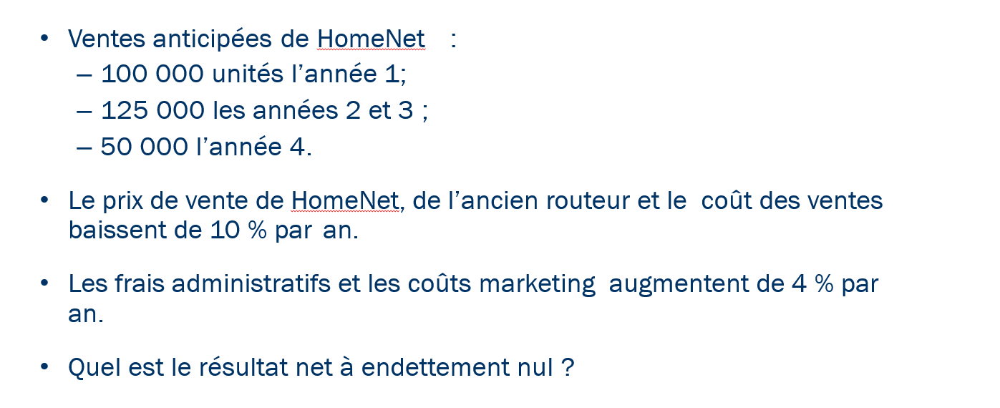 • Ventes anticipées de HomeNet :
– 100 000 unités l’année 1;
– 125 000 les années 2 et 3 ;
– 50 000 l’année 4.
• Le prix de vente de HomeNet, de l’ancien routeur et le coût des ventes
baissent de 10 % par an.
• Les frais administratifs et les coûts marketing augmentent de 4 % par
an.
• Quel est le résultat net à endettement nul ?